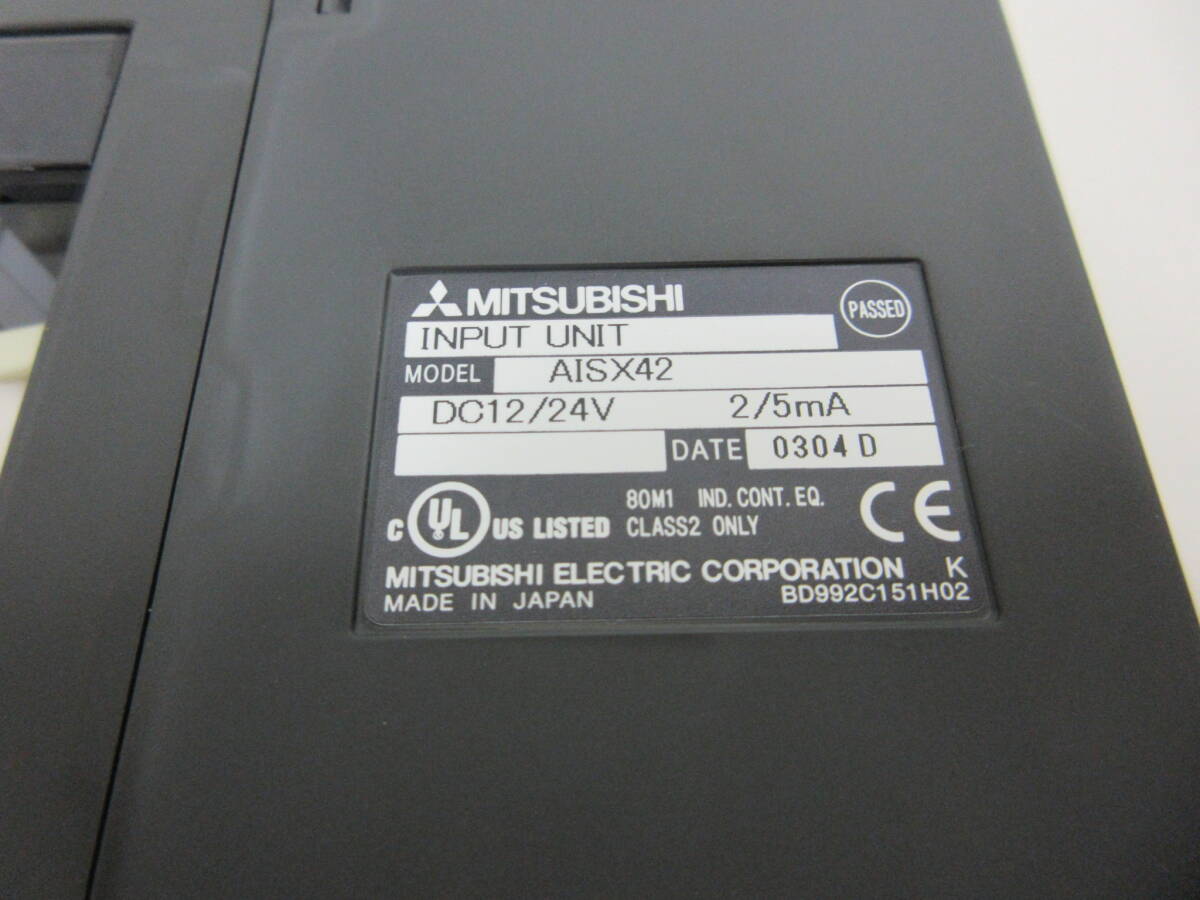 MITSUBISHI
PASSED
INPUT UNIT
MODEL AISX42
DC12/24V 2/5mA
DATE 0304 D
C UL US LISTED 80M1 IND. CONT. EQ.
CLASS2 ONLY
CE
MITSUBISHI ELECTRIC CORPORATION K
MADE IN JAPAN BD992C151H02